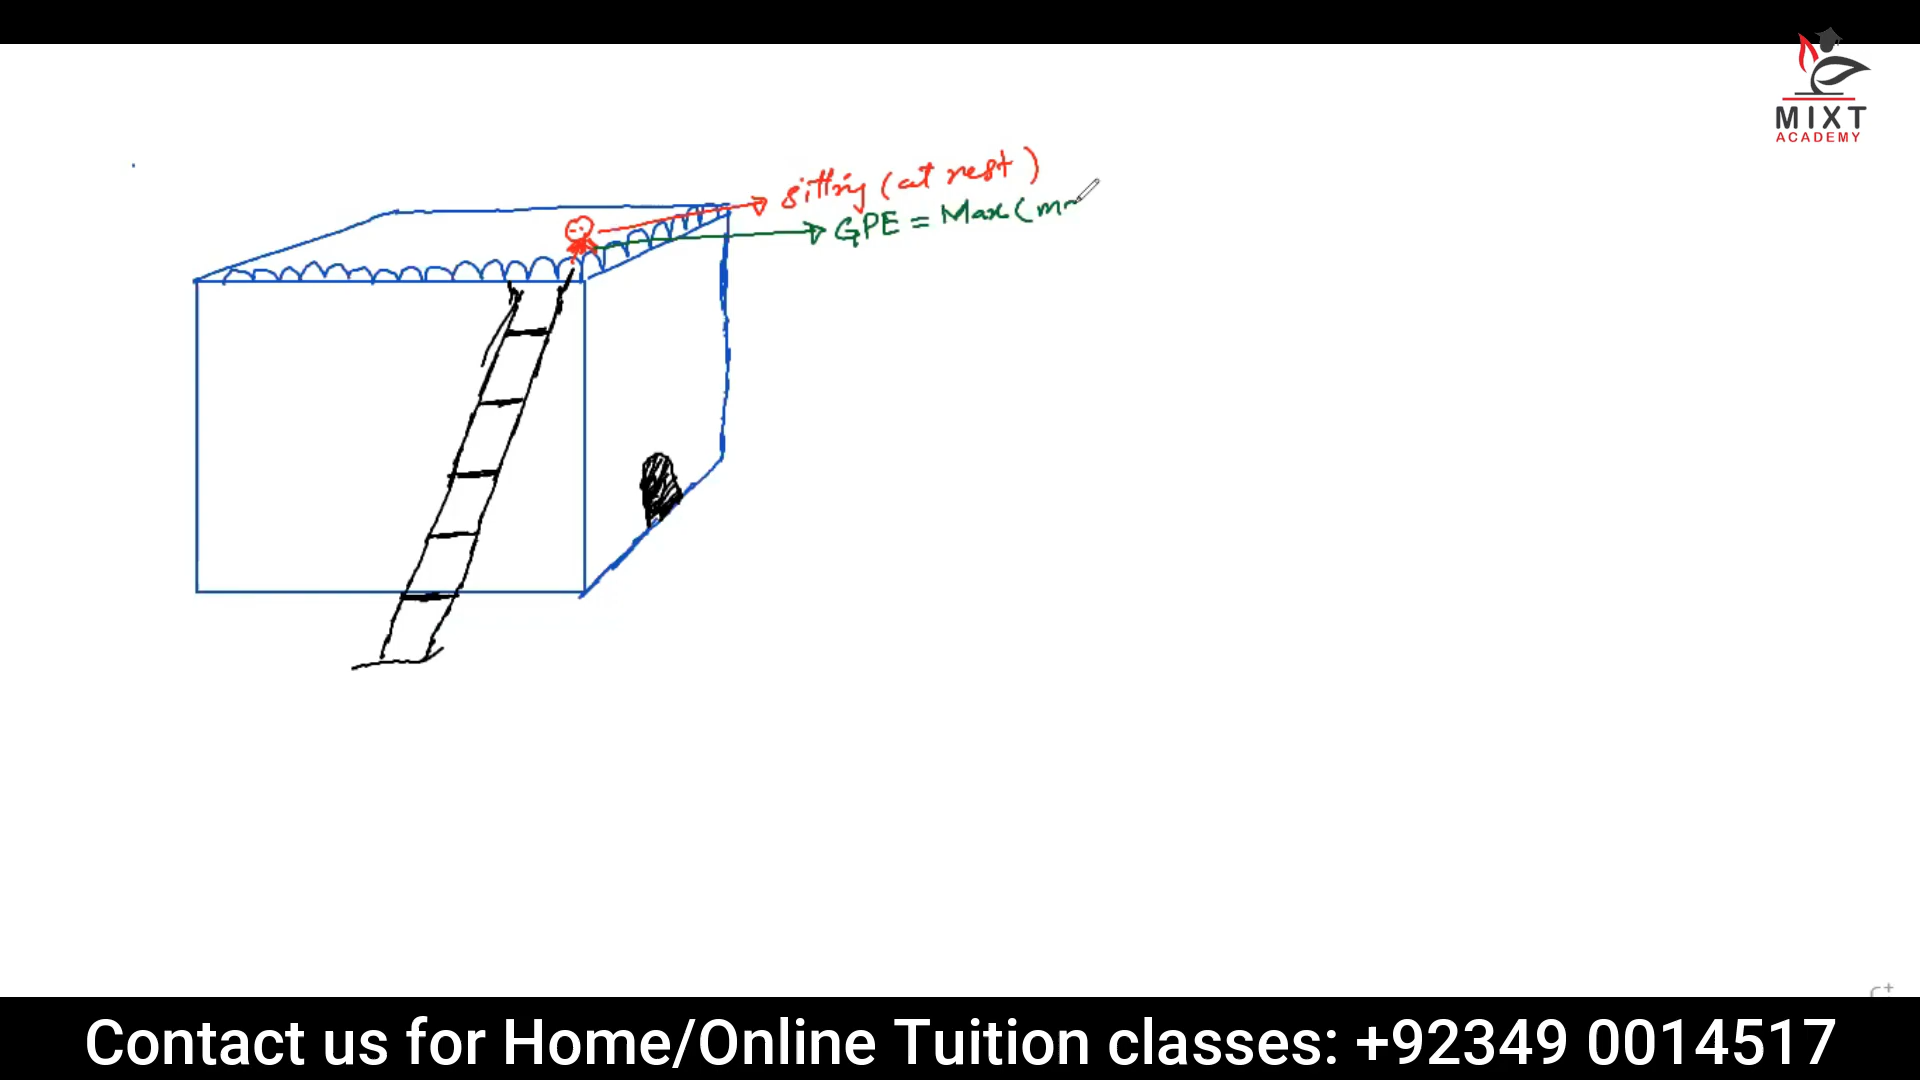 MIXT
ACADEMY
sitting (at rest)
GPE = Max (m
Contact us for Home/Online Tuition classes: +92349 0014517